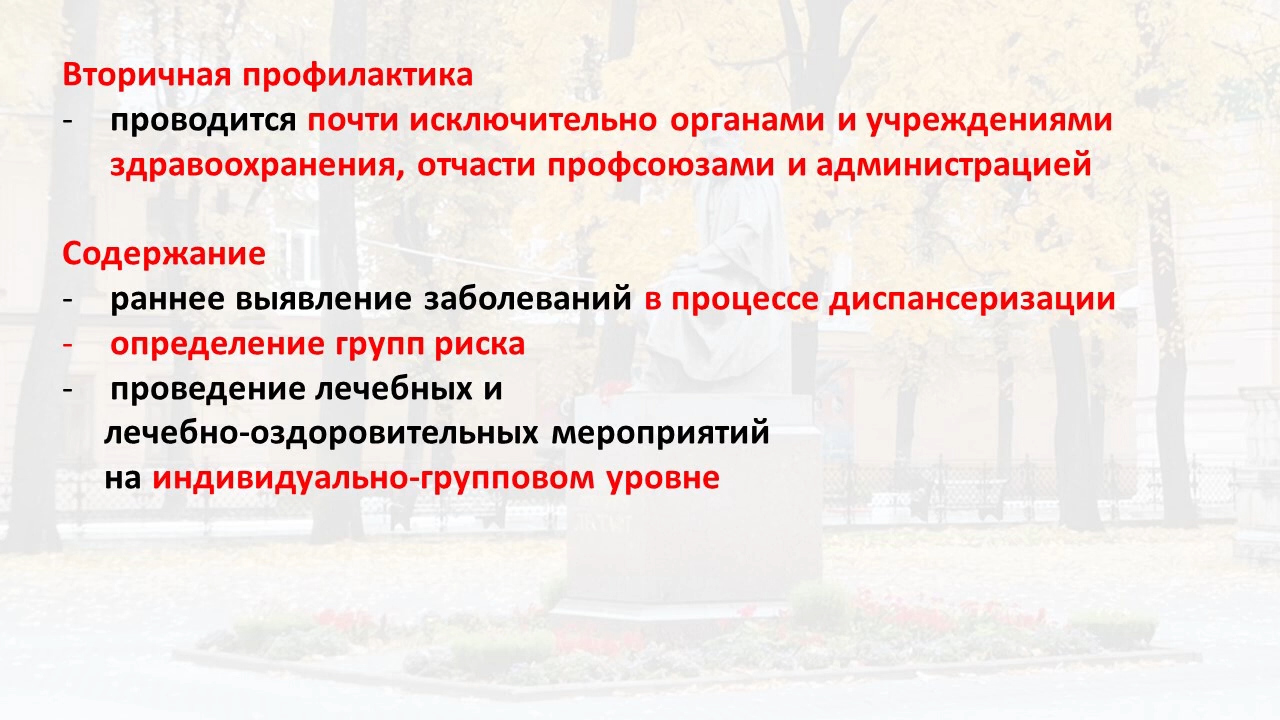 Вторичная профилактика
- проводится почти исключительно органами и учреждениями
здравоохранения, отчасти профсоюзами и администрацией
Содержание
- раннее выявление заболеваний в процессе диспансеризации
- определение групп риска
- проведение лечебных и
лечебно-оздоровительных мероприятий
на индивидуально-групповом уровне